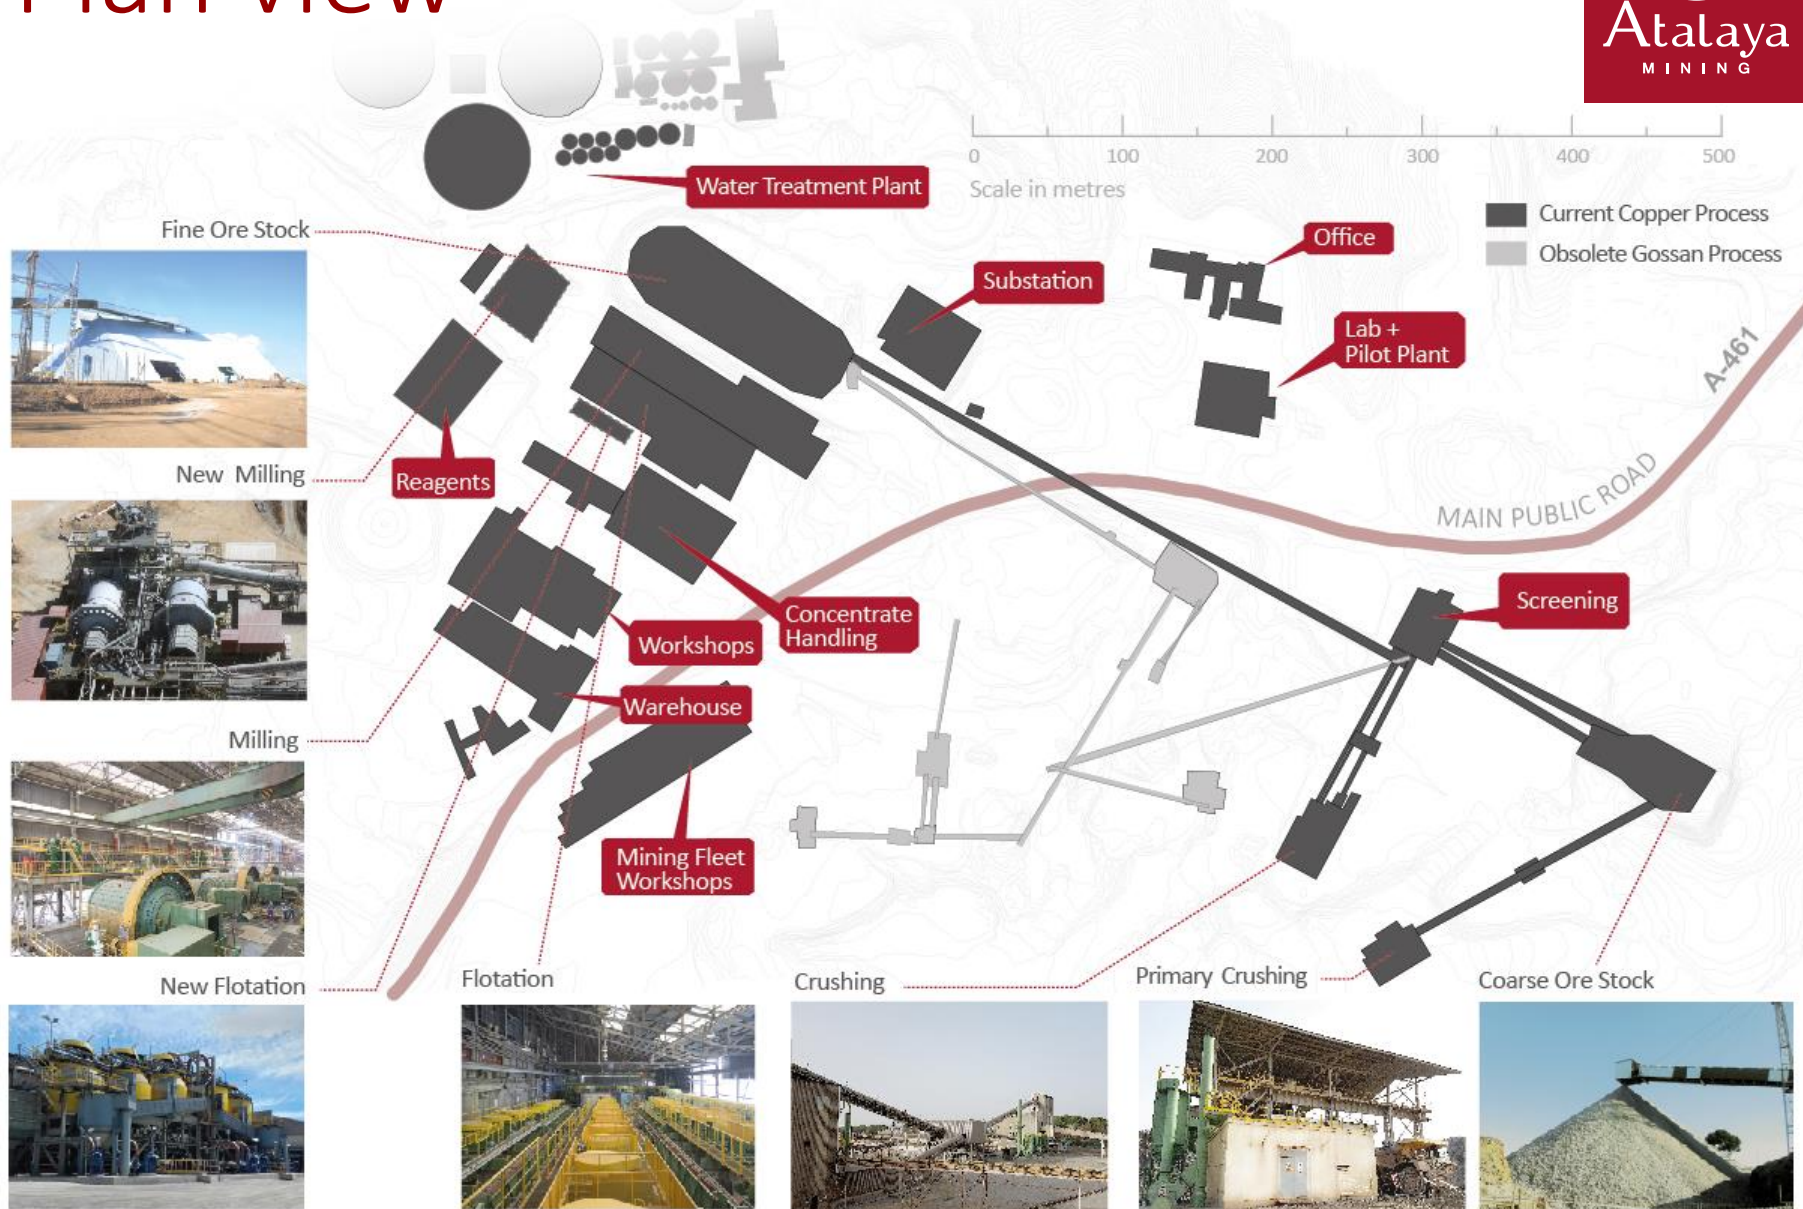 Plan view
Atalaya
MINING
0 100 200 300 400 500
Scale in metres
Water Treatment Plant
Current Copper Process
Obsolete Gossan Process
Fine Ore Stock
Office
Substation
Lab +
Pilot Plant
A-461
New Milling
Reagents
MAIN PUBLIC ROAD
Screening
Concentrate
Handling
Workshops
Warehouse
Milling
Mining Fleet
Workshops
New Flotation
Flotation
Crushing
Primary Crushing
Coarse Ore Stock